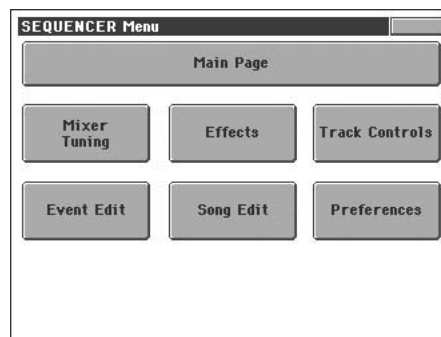 SEQUENCER Menu
Main Page
Mixer
Tuning
Effects
Track Controls
Event Edit
Song Edit
Preferences